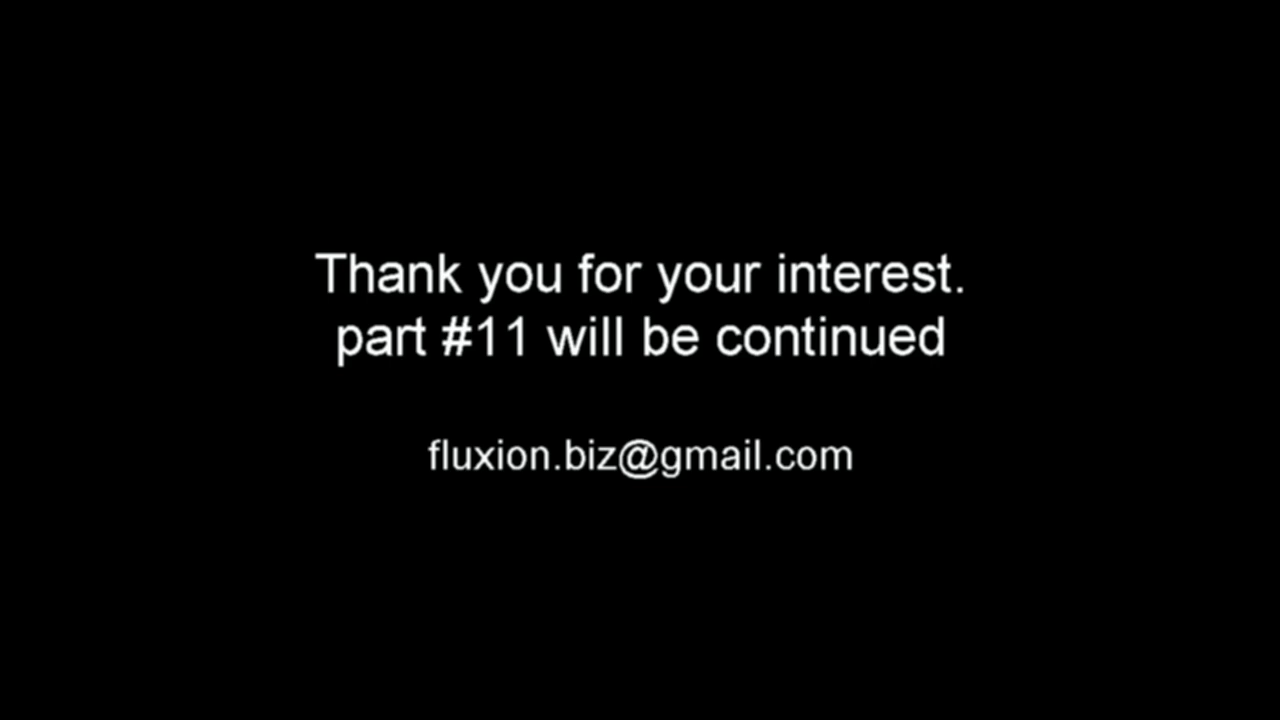 Thank you for your interest.
part #11 will be continued
fluxion.biz@gmail.com